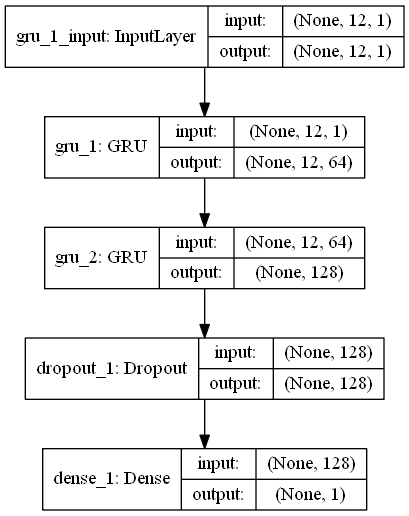 gru_1_input: InputLayer
input: (None, 12, 1)
output: (None, 12, 1)
gru_1: GRU
input: (None, 12, 1)
output: (None, 12, 64)
gru_2: GRU
input: (None, 12, 64)
output: (None, 128)
dropout_1: Dropout
input: (None, 128)
output: (None, 128)
dense_1: Dense
input: (None, 128)
output: (None, 1)